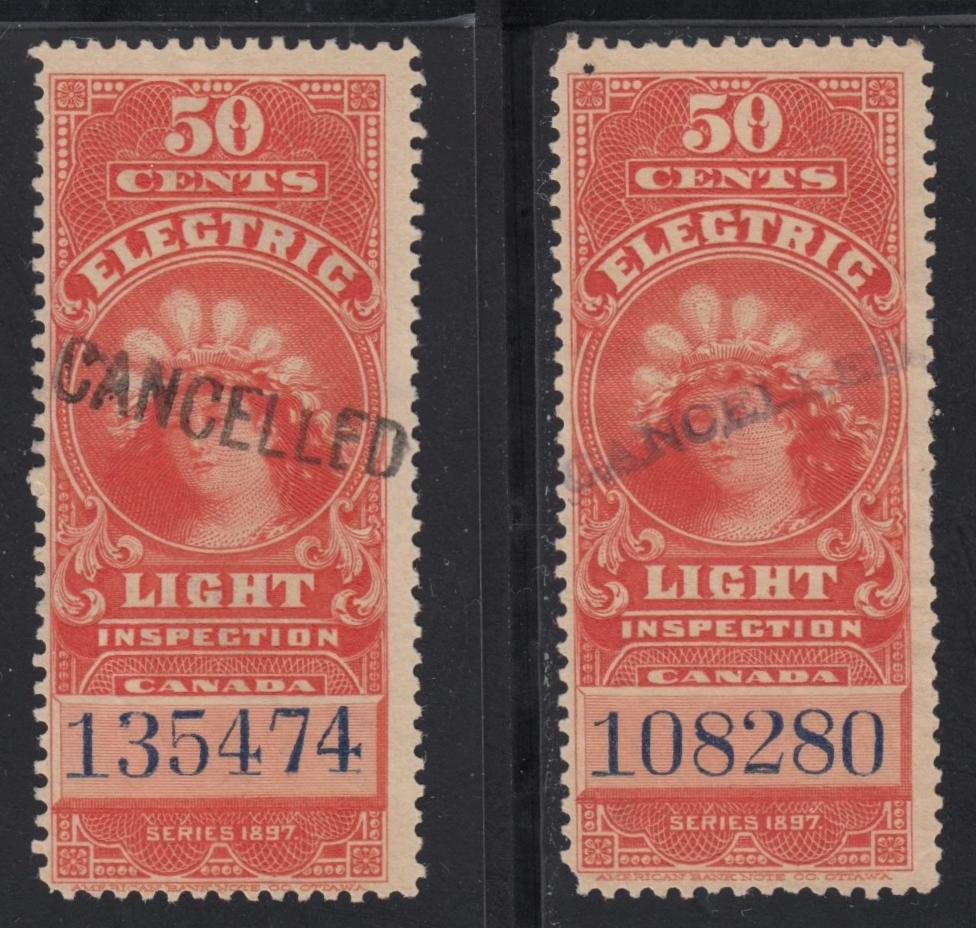 50
CENTS
ELECTRIC
CANCELLED
LIGHT
INSPECTION
CANADA
135474
SERIES 1897.
AMERICAN BANK NOTE CO. OTTAWA.
50
CENTS
ELECTRIC
CANCELLED
LIGHT
INSPECTION
CANADA
108280
SERIES 1897.
AMERICAN BANK NOTE CO. OTTAWA.